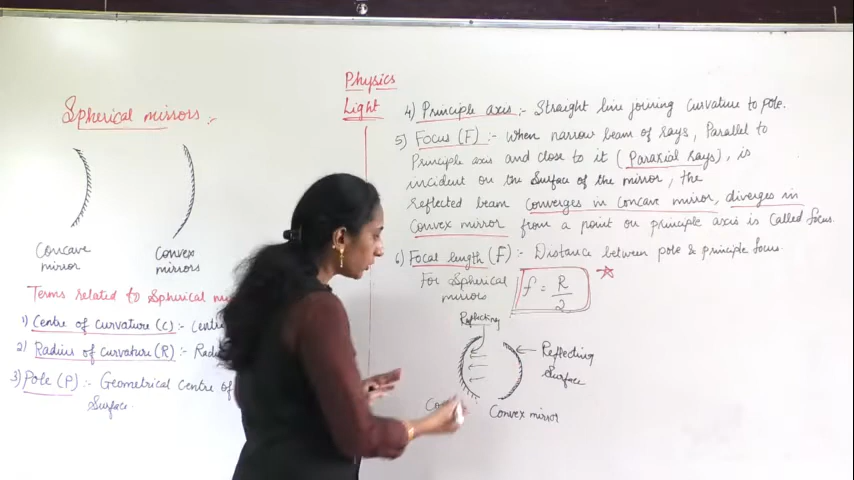 Physics
Light
Spherical mirrors :-
Concave
mirror
Convex
mirrors
Terms related to Spherical
1) Centre of curvature (C) :-
2) Radius of curvature (R) :-
3) Pole (P) :- Geometrical Centre of
Surface.
4) Principle axis :- Straight line joining curvature to pole.
5) Focus (F) :- When narrow beam of rays, Parallel to
Principle axis and close to it (Paraxial rays), is
incident on the Surface of the mirror, the
reflected beam converges in concave mirror, diverges in
convex mirror from a point on principle axis is called focus.
6) Focal length (F) :- Distance between pole & principle focus.
For Spherical
mirrors
f = R
2
Reflecting
Reflecting
Surface
Convex mirror